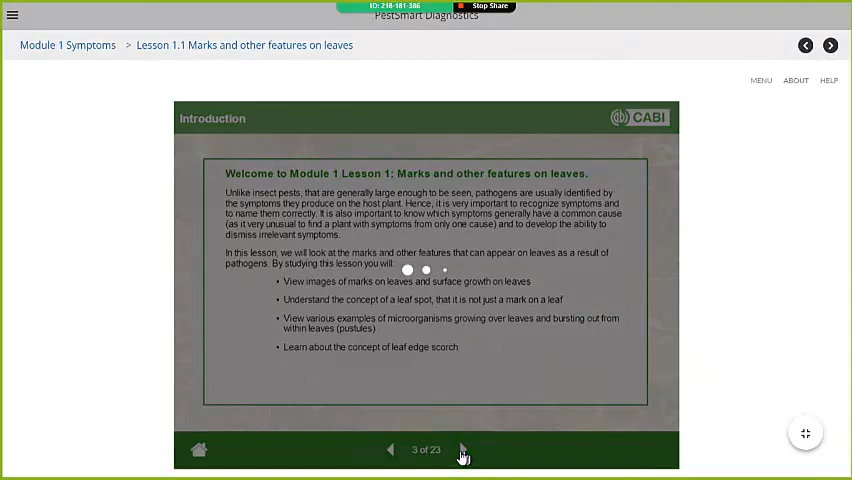 ID: 218-181-386
Stop Share
PestSmart Diagnostics
Module 1 Symptoms > Lesson 1.1 Marks and other features on leaves
MENU ABOUT HELP
Introduction
CABI
Welcome to Module 1 Lesson 1: Marks and other features on leaves.
Unlike insect pests, that are generally large enough to be seen, pathogens are usually identified by
the symptoms they produce on the host plant. Hence, it is very important to recognize symptoms and
to name them correctly. It is also important to know which symptoms generally have a common cause
(as it very unusual to find a plant with symptoms from only one cause) and to develop the ability to
dismiss irrelevant symptoms.
In this lesson, we will look at the marks and other features that can appear on leaves as a result of
pathogens. By studying this lesson you will:
• View images of marks on leaves and surface growth on leaves
• Understand the concept of a leaf spot, that it is not just a mark on a leaf
• View various examples of microorganisms growing over leaves and bursting out from
within leaves (pustules)
• Learn about the concept of leaf edge scorch
3 of 23